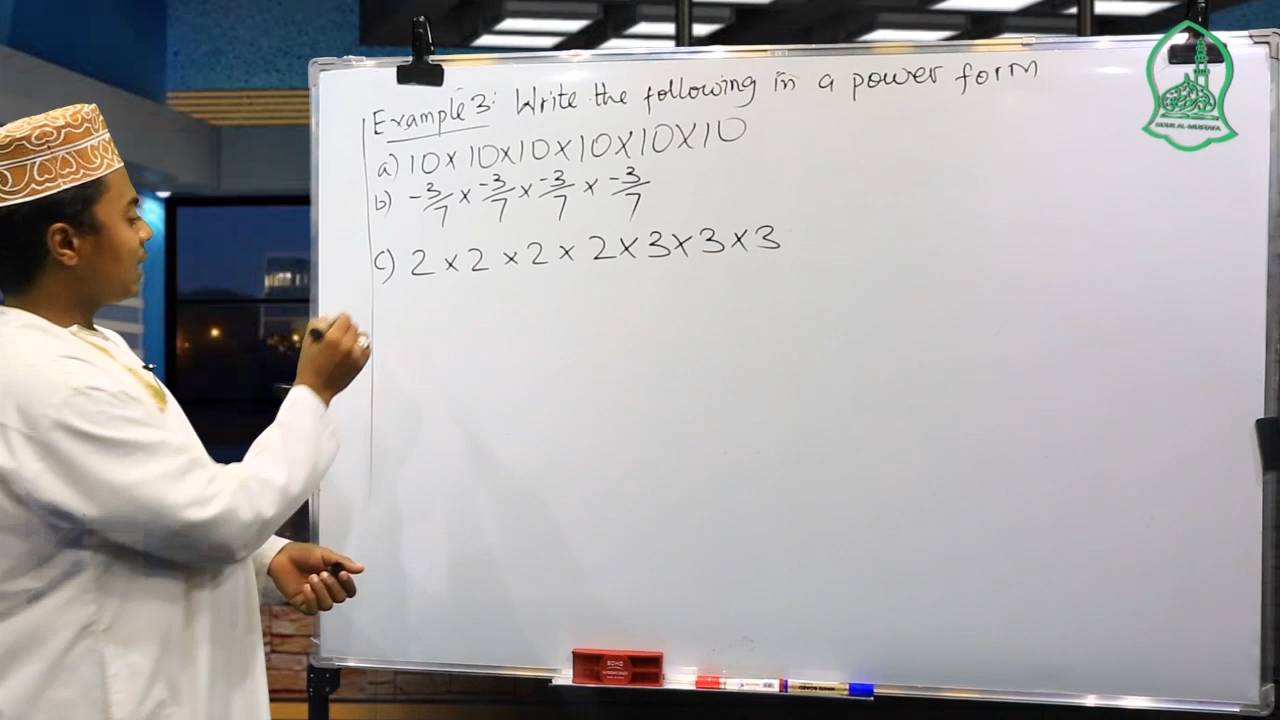 Example 3: Write the following in a power form
a) 10 × 10 × 10 × 10 × 10 × 10
b) -3/7 × -3/7 × -3/7 × -3/7
c) 2 × 2 × 2 × 2 × 3 × 3 × 3